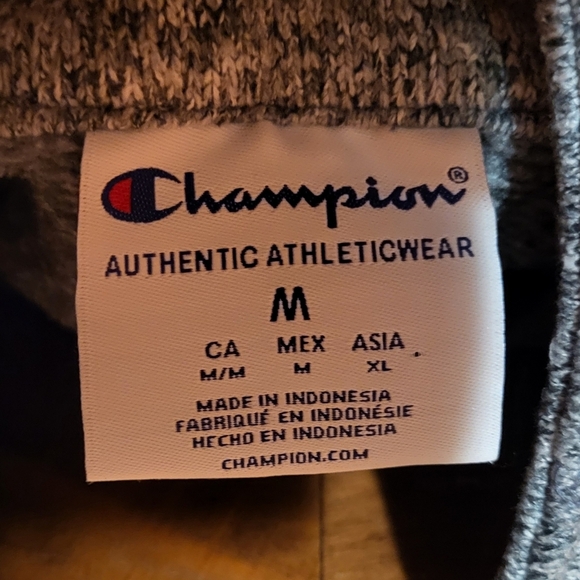 Champion®
AUTHENTIC ATHLETICWEAR
M
CA MEX ASIA
M/M M XL
MADE IN INDONESIA
FABRIQUÉ EN INDONÉSIE
HECHO EN INDONESIA
CHAMPION.COM